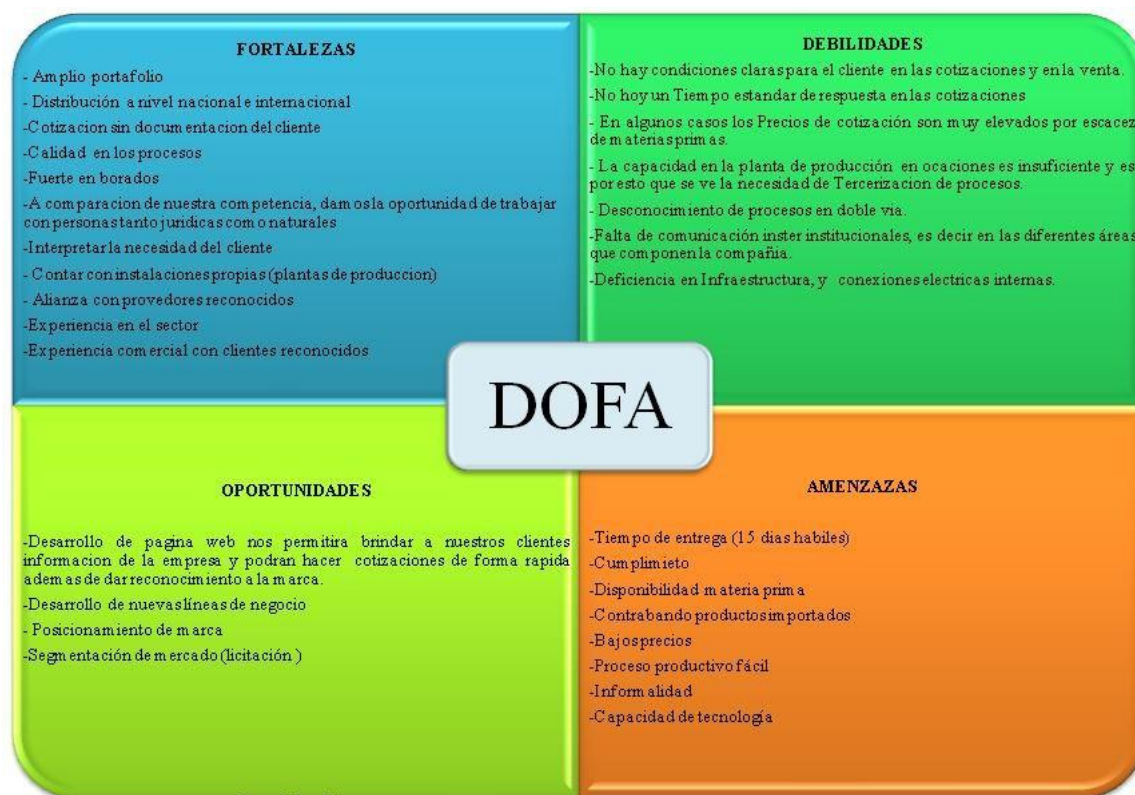 FORTALEZAS
- Amplio portafolio
- Distribución a nivel nacional e internacional
-Cotizacion sin documentacion del cliente
-Calidad en los procesos
-Fuerte en borados
-A comparacion de nuestra competencia, damos la oportunidad de trabajar
con personas tanto juridicas como naturales
-Interpretar la necesidad del cliente
- Contar con instalaciones propias (plantas de produccion)
- Alianza con provedores reconocidos
-Experiencia en el sector
-Experiencia comercial con clientes reconocidos
DEBILIDADES
-No hay condiciones claras para el cliente en las cotizaciones y en la venta.
-No hoy un Tiempo estandar de respuesta en las cotizaciones
- En algunos casos los Precios de cotización son muy elevados por escacez
de materias primas.
- La capacidad en la planta de producción en ocaciones es insuficiente y es
por esto que se ve la necesidad de Tercerizacion de procesos.
- Desconocimiento de procesos en doble via.
-Falta de comunicación inster institucionales, es decir en las diferentes áreas
que componen la compañia.
-Deficiencia en Infraestructura, y conexiones electricas internas.
DOFA
OPORTUNIDADES
-Desarrollo de pagina web nos permitira brindar a nuestros clientes
informacion de la empresa y podran hacer cotizaciones de forma rapida
ademas de dar reconocimiento a la marca.
-Desarrollo de nuevas líneas de negocio
- Posicionamiento de marca
-Segmentación de mercado (licitación )
AMENZAZAS
-Tiempo de entrega (15 dias habiles)
-Cumplimieto
-Disponibilidad materia prima
-Contrabando productos importados
-Bajos precios
-Proceso productivo fácil
-Informalidad
-Capacidad de tecnología